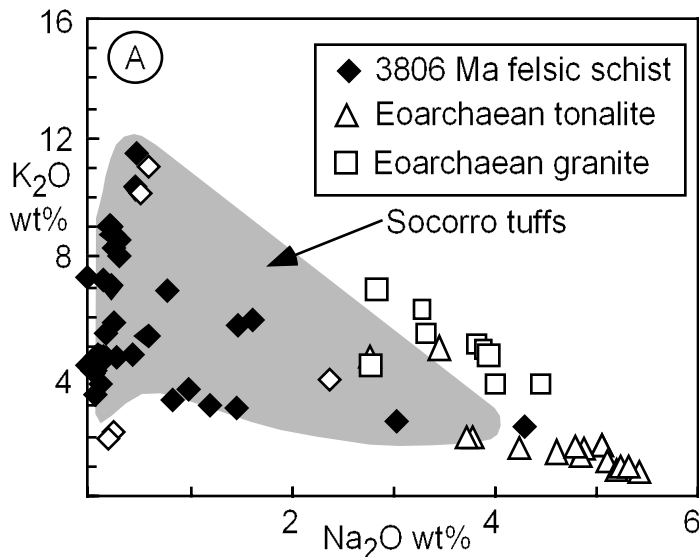 16
A
3806 Ma felsic schist
Eoarchaean tonalite
Eoarchaean granite
12
K₂O
wt%
Socorro tuffs
8
4
2
4
6
Na₂O wt%